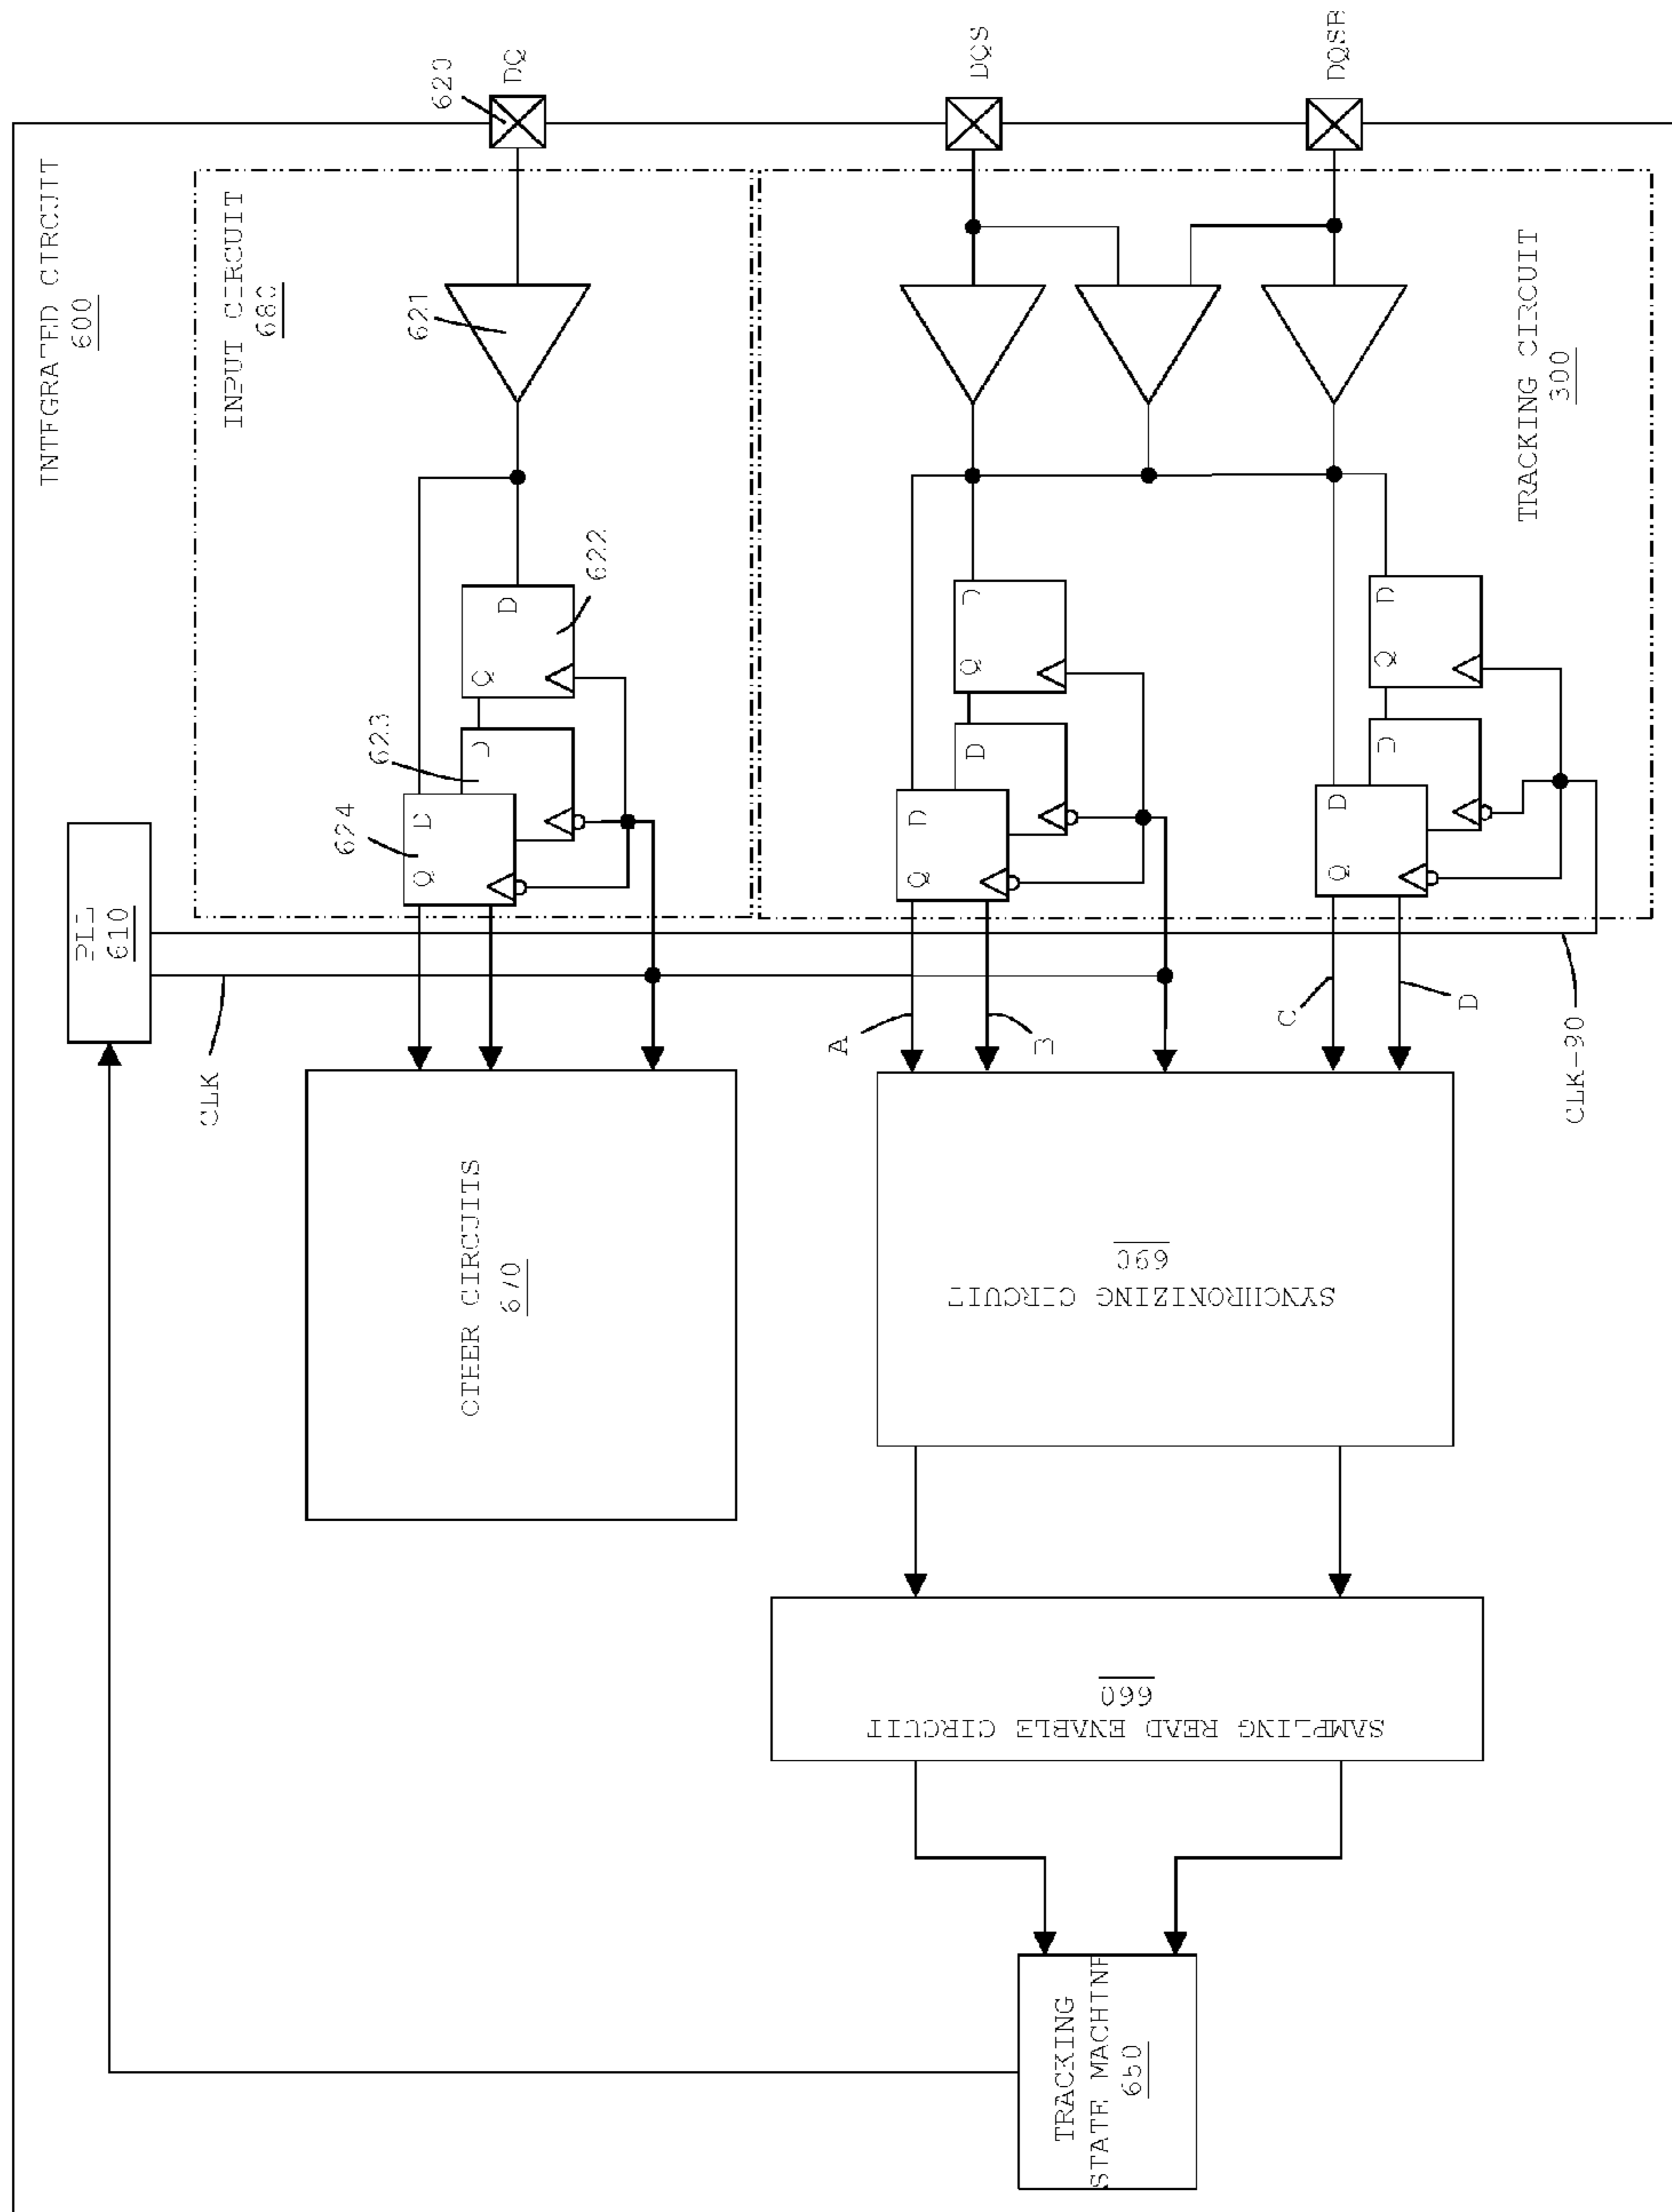 INTEGRATED CIRCUIT
600
INPUT CIRCUIT
680
620
DQ
621
622
D
Q
623
D
624
D
Q
PLL
610
CLK
OTHER CIRCUITS
670
DQS
DQSB
TRACKING CIRCUIT
300
D
Q
D
D
Q
D
Q
D
D
Q
A
B
C
D
CLK-90
SYNCHRONIZING CIRCUIT
690
SAMPLING READ ENABLE CIRCUIT
660
TRACKING
STATE MACHINE
650